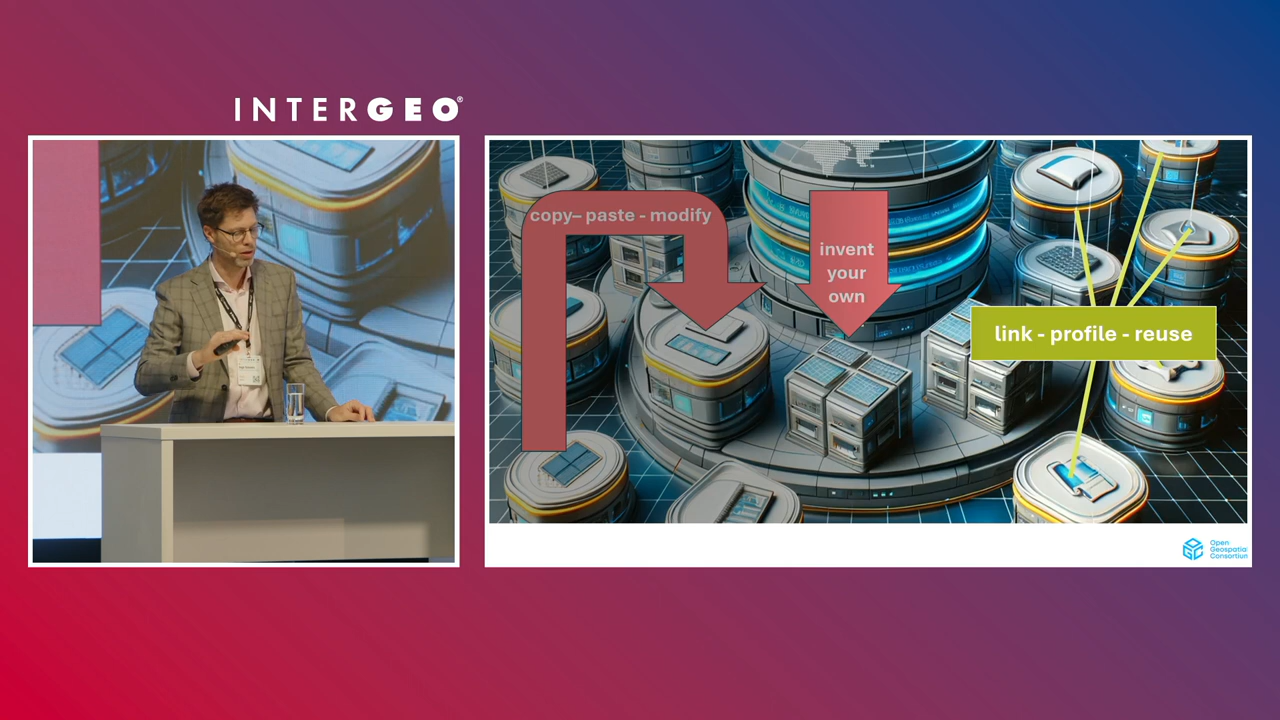 INTERGEO®
copy– paste - modify
invent
your
own
link - profile - reuse
Open
Geospatial
Consortium